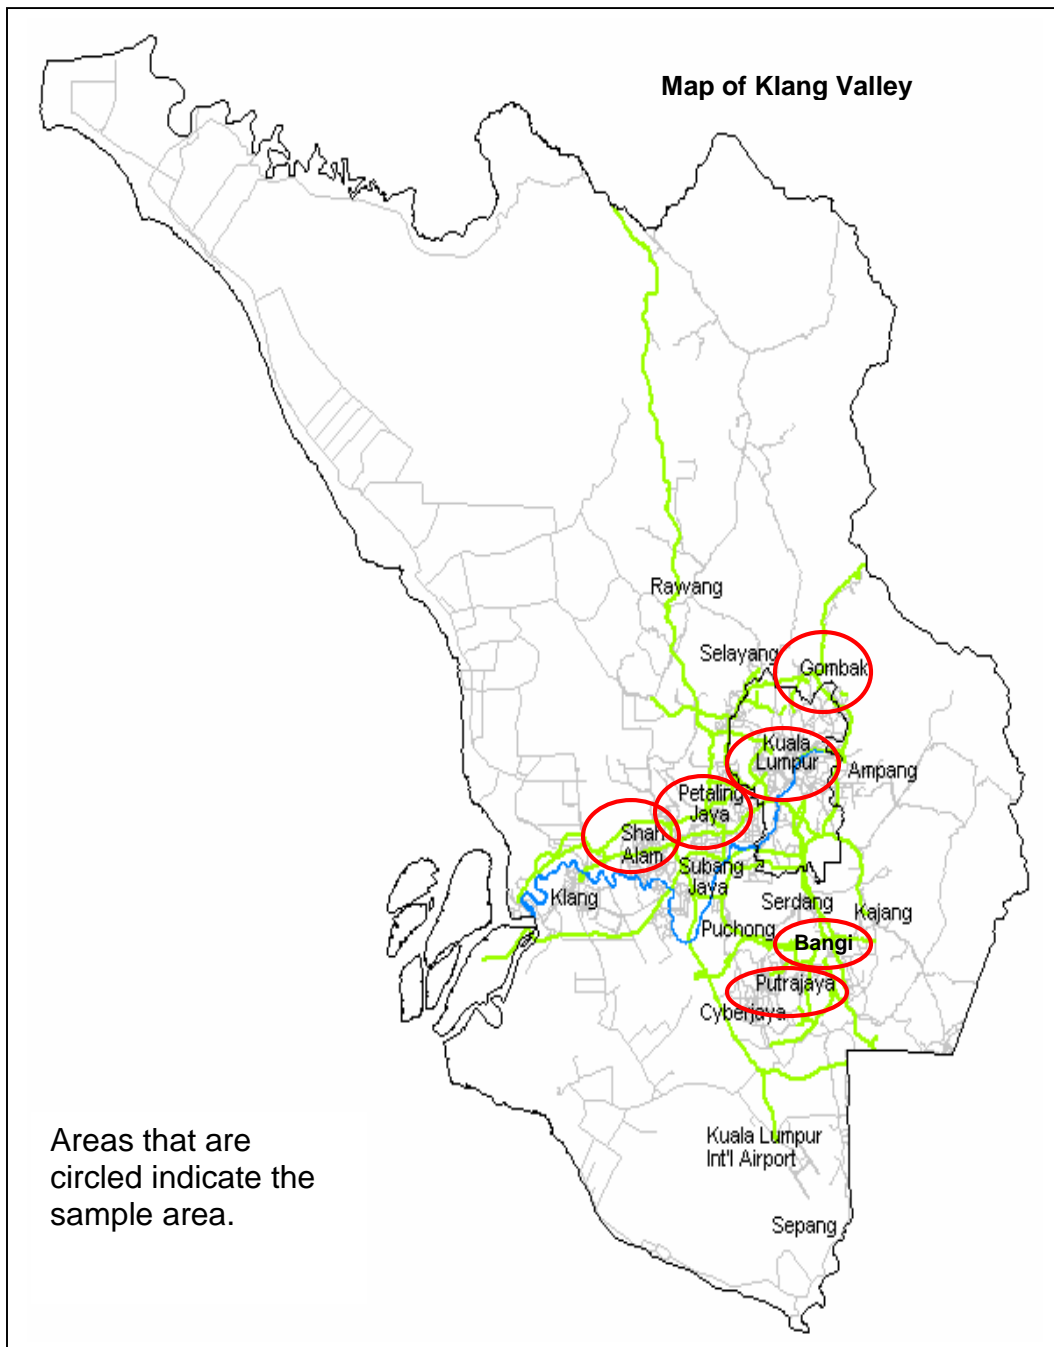 Map of Klang Valley
Rawang
Selayang
Gombak
Kuala
Lumpur
Ampang
Petaling
Jaya
Shah
Alam
Subang
Jaya
Klang
Serdang
Kajang
Puchong
Bangi
Putrajaya
Cyberjaya
Kuala Lumpur
Int'l Airport
Areas that are
circled indicate the
sample area.
Sepang